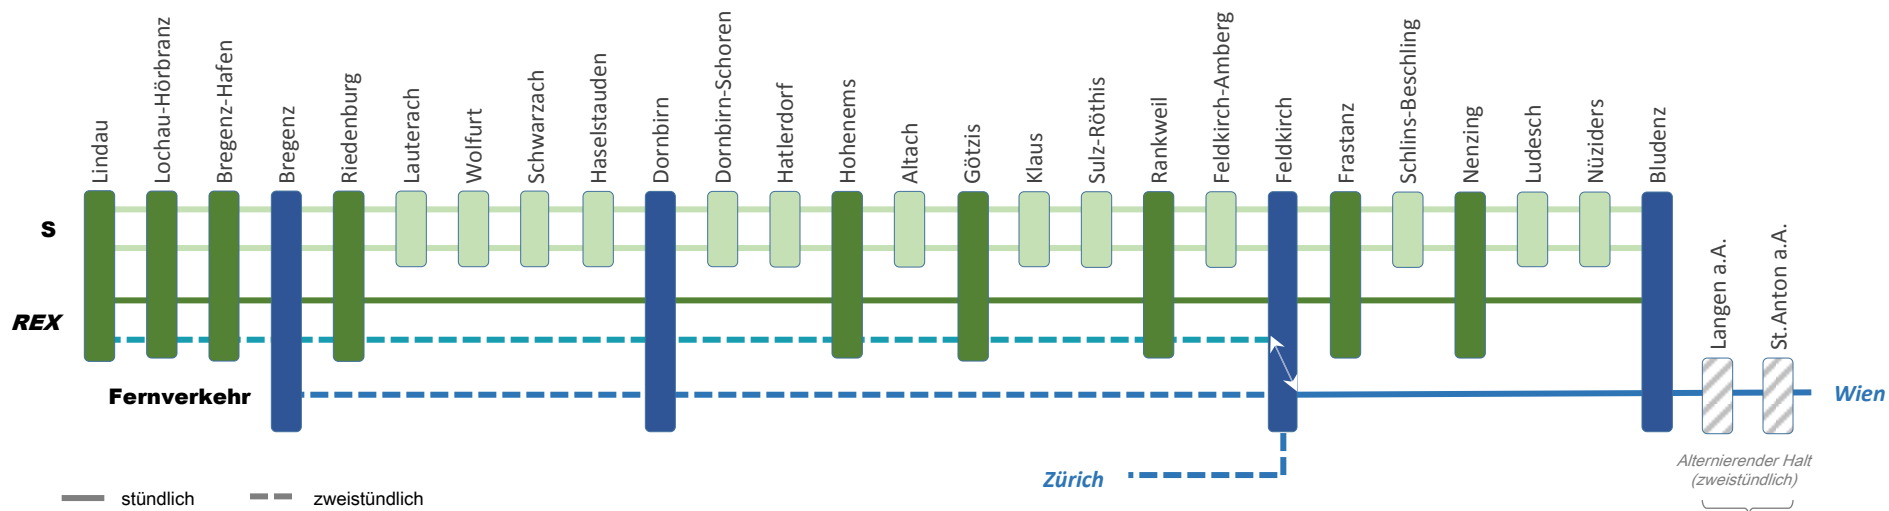 Lindau
Lochau-Hörbranz
Bregenz-Hafen
Bregenz
Riedenburg
Lauterach
Wolfurt
Schwarzach
Haselstauden
Dornbirn
Dornbirn-Schoren
Hatlerdorf
Hohenems
Altach
Götzis
Klaus
Sulz-Röthis
Rankweil
Feldkirch-Amberg
Feldkirch
Frastanz
Schlins-Beschling
Nenzing
Ludesch
Nüziders
Bludenz
Langen a.A.
St.Anton a.A.
S
REX
Fernverkehr
Wien
Zürich
Alternierender Halt
(zweistündlich)
stündlich
zweistündlich